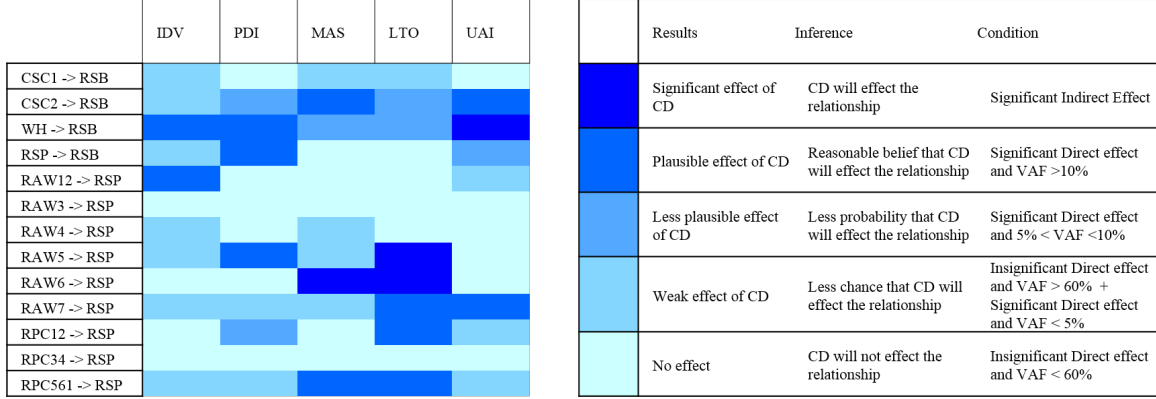 IDV PDI MAS LTO UAI
CSC1 -> RSB
CSC2 -> RSB
WH -> RSB
RSP -> RSB
RAW12 -> RSP
RAW3 -> RSP
RAW4 -> RSP
RAW5 -> RSP
RAW6 -> RSP
RAW7 -> RSP
RPC12 -> RSP
RPC34 -> RSP
RPC561 -> RSP
Results Inference Condition
Significant effect of
CD
CD will effect the
relationship
Significant Indirect Effect
Plausible effect of CD
Reasonable belief that CD
will effect the relationship
Significant Direct effect
and VAF >10%
Less plausible effect
of CD
Less probability that CD
will effect the relationship
Significant Direct effect
and 5% < VAF <10%
Weak effect of CD
Less chance that CD will
effect the relationship
Insignificant Direct effect
and VAF > 60% +
Significant Direct effect
and VAF < 5%
No effect
CD will not effect the
relationship
Insignificant Direct effect
and VAF < 60%